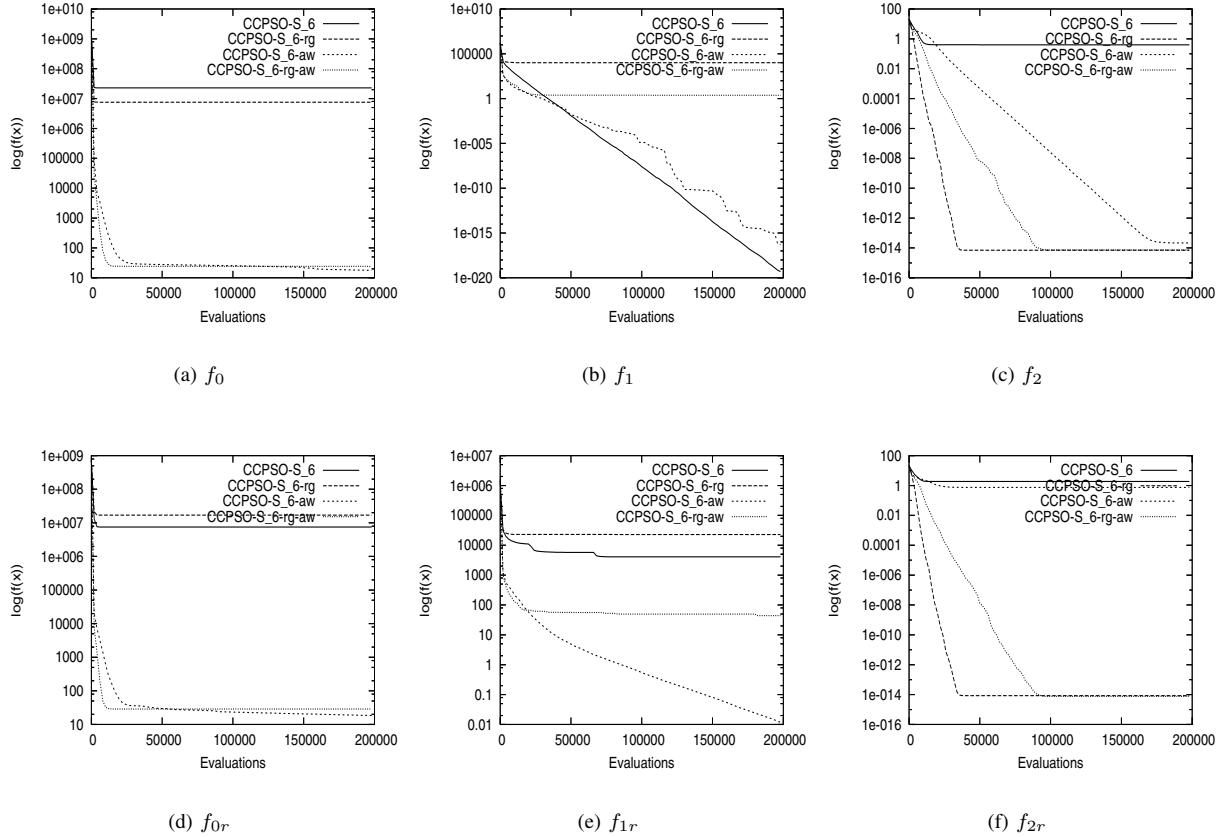 1e+010
1e+009
1e+008
1e+007
1e+006
100000
10000
1000
100
10
log(f(x))
CCPSO-S_6
CCPSO-S_6-rg
CCPSO-S_6-aw
CCPSO-S_6-rg-aw
0 50000 100000 150000 200000
Evaluations
(a) f0
1e+010
100000
1
1e-005
1e-010
1e-015
1e-020
log(f(x))
CCPSO-S_6
CCPSO-S_6-rg
CCPSO-S_6-aw
CCPSO-S_6-rg-aw
0 50000 100000 150000 200000
Evaluations
(b) f1
100
1
0.01
0.0001
1e-006
1e-008
1e-010
1e-012
1e-014
1e-016
log(f(x))
CCPSO-S_6
CCPSO-S_6-rg
CCPSO-S_6-aw
CCPSO-S_6-rg-aw
0 50000 100000 150000 200000
Evaluations
(c) f2
1e+009
1e+008
1e+007
1e+006
100000
10000
1000
100
10
log(f(x))
CCPSO-S_6
CCPSO-S_6-rg
CCPSO-S_6-aw
CCPSO-S_6-rg-aw
0 50000 100000 150000 200000
Evaluations
(d) f0r
1e+007
1e+006
100000
10000
1000
100
10
1
0.1
0.01
log(f(x))
CCPSO-S_6
CCPSO-S_6-rg
CCPSO-S_6-aw
CCPSO-S_6-rg-aw
0 50000 100000 150000 200000
Evaluations
(e) f1r
100
1
0.01
0.0001
1e-006
1e-008
1e-010
1e-012
1e-014
1e-016
log(f(x))
CCPSO-S_6
CCPSO-S_6-rg
CCPSO-S_6-aw
CCPSO-S_6-rg-aw
0 50000 100000 150000 200000
Evaluations
(f) f2r